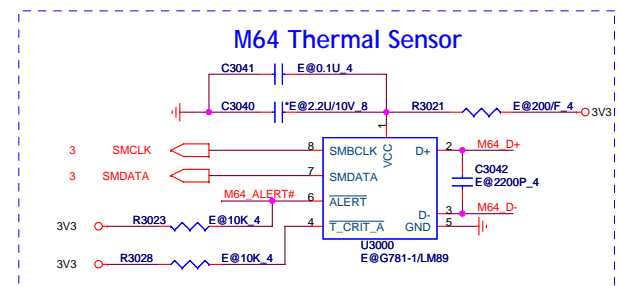 M64 Thermal Sensor
C3041 E@0.1U_4
C3040 *E@2.2U/10V_8 R3021 E@200/F_4 3V3
1
3 SMCLK 8 SMBCLK VCC D+ 2 M64_D+
3 SMDATA 7 SMDATA C3042
E@2200P_4
M64_ALERT# 6 ALERT
3V3 R3023 E@10K_4 D- 3 M64_D-
4 T_CRIT_A GND 5
U3000
3V3 R3028 E@10K_4 E@G781-1/LM89